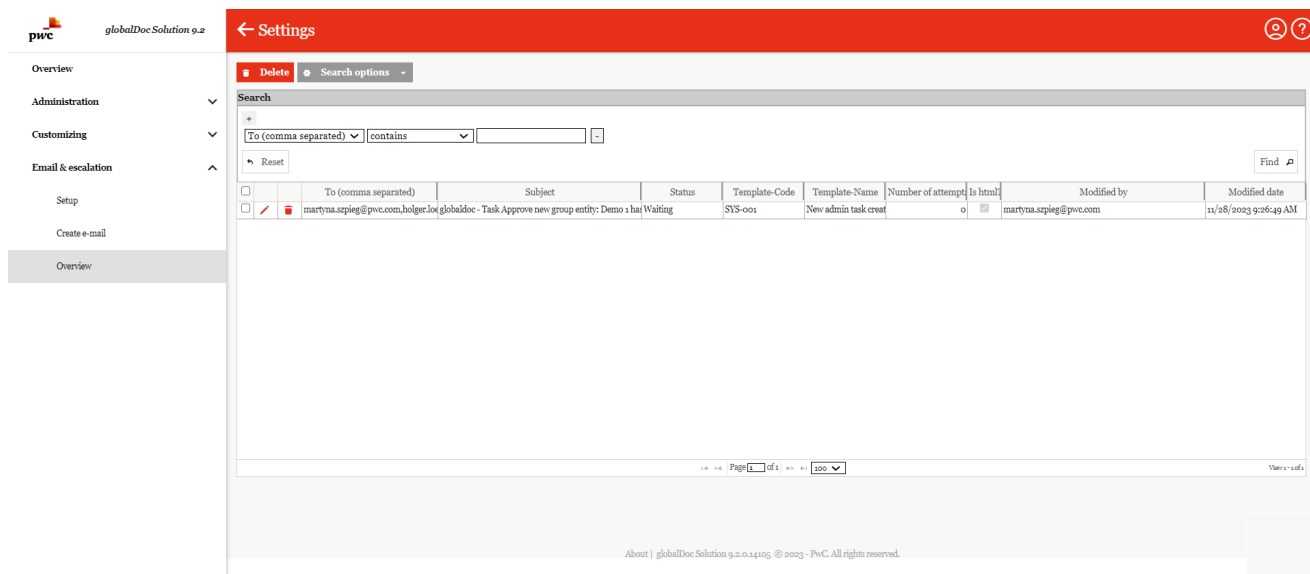 pwc globalDoc Solution 9.2
← Settings
Overview
Administration
Customizing
Email & escalation
Setup
Create e-mail
Overview
Delete
Search options
Search
+
To (comma separated) contains -
Reset
Find
To (comma separated) Subject Status Template-Code Template-Name Number of attempt Is html? Modified by Modified date
martyna.szpieg@pwc.com,holger.loe globaldoc - Task Approve new group entity: Demo 1 has Waiting SYS-001 New admin task creat 0 martyna.szpieg@pwc.com 11/28/2023 9:26:49 AM
Page 1 of 1 100 View 1 - 1 of 1
About | globalDoc Solution 9.2.0.14105 © 2023 - PwC. All rights reserved.